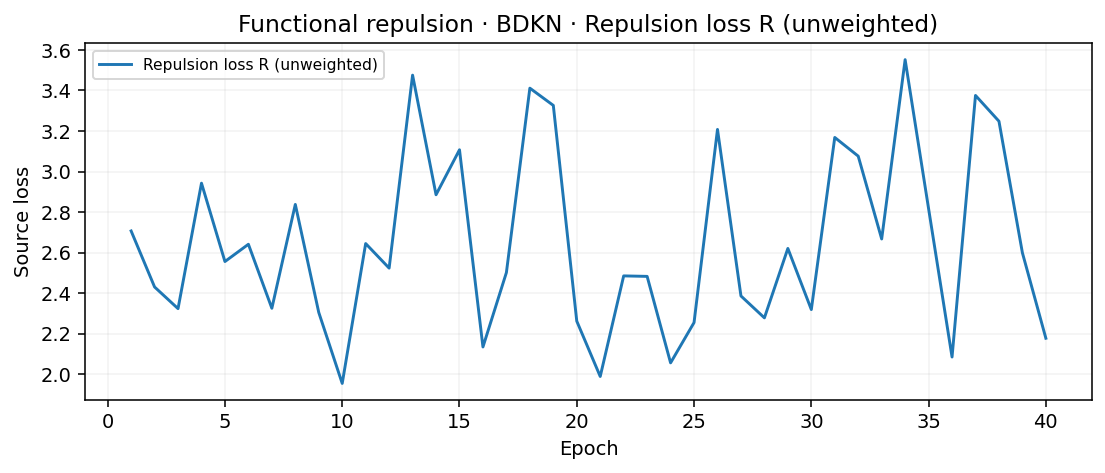 Functional repulsion · BDKN · Repulsion loss R (unweighted)
Repulsion loss R (unweighted)
Source loss
3.6
3.4
3.2
3.0
2.8
2.6
2.4
2.2
2.0
0 5 10 15 20 25 30 35 40
Epoch